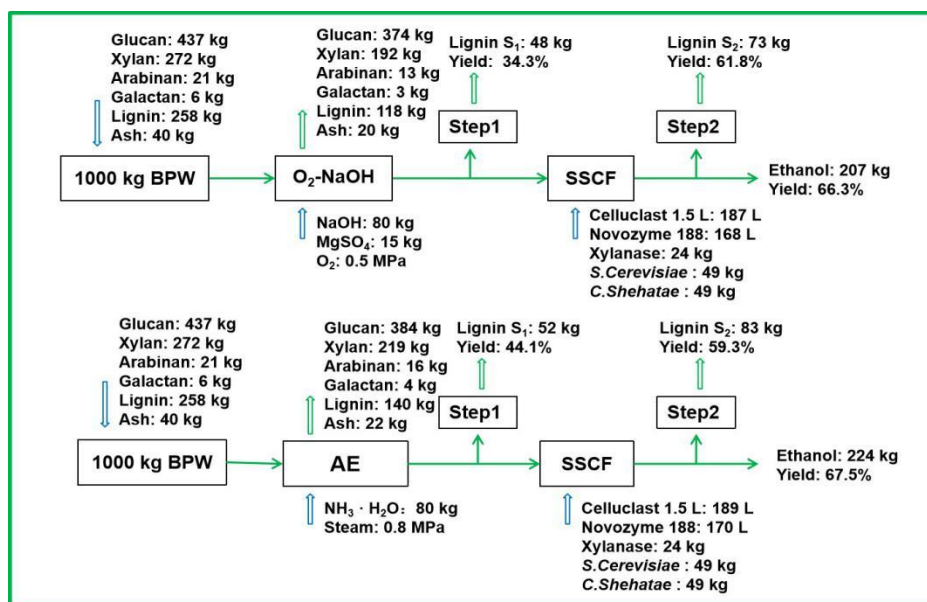 Glucan: 437 kg
Xylan: 272 kg
Arabinan: 21 kg
Galactan: 6 kg
Lignin: 258 kg
Ash: 40 kg
Glucan: 374 kg
Xylan: 192 kg
Arabinan: 13 kg
Galactan: 3 kg
Lignin: 118 kg
Ash: 20 kg
Lignin S₁: 48 kg
Yield: 34.3%
Lignin S₂: 73 kg
Yield: 61.8%
Step1
Step2
1000 kg BPW
O₂-NaOH
SSCF
Ethanol: 207 kg
Yield: 66.3%
NaOH: 80 kg
MgSO₄: 15 kg
O₂: 0.5 MPa
Celluclast 1.5 L: 187 L
Novozyme 188: 168 L
Xylanase: 24 kg
S.Cerevisiae : 49 kg
C.Shehatae : 49 kg
Glucan: 437 kg
Xylan: 272 kg
Arabinan: 21 kg
Galactan: 6 kg
Lignin: 258 kg
Ash: 40 kg
Glucan: 384 kg
Xylan: 219 kg
Arabinan: 16 kg
Galactan: 4 kg
Lignin: 140 kg
Ash: 22 kg
Lignin S₁: 52 kg
Yield: 44.1%
Lignin S₂: 83 kg
Yield: 59.3%
Step1
Step2
1000 kg BPW
AE
SSCF
Ethanol: 224 kg
Yield: 67.5%
NH₃ · H₂O: 80 kg
Steam: 0.8 MPa
Celluclast 1.5 L: 189 L
Novozyme 188: 170 L
Xylanase: 24 kg
S.Cerevisiae : 49 kg
C.Shehatae : 49 kg